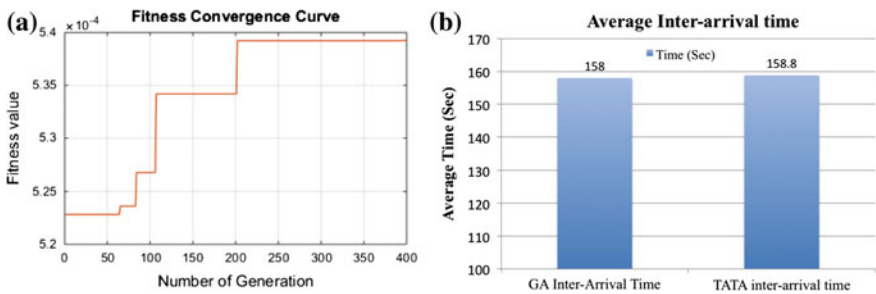 (a)
Fitness Convergence Curve
5.4 × 10⁻⁴
5.35
5.3
5.25
5.2
Fitness value
0 50 100 150 200 250 300 350 400
Number of Generation
(b)
Average Inter-arrival time
170
160
150
140
130
120
110
100
Average Time (Sec)
Time (Sec)
158
158.8
GA Inter-Arrival Time
TATA inter-arrival time